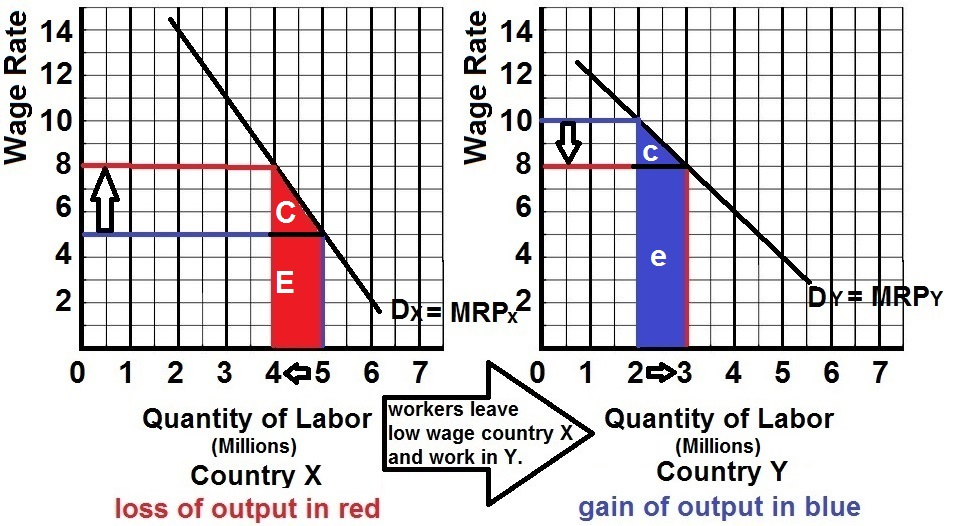 Wage Rate
14
12
10
8
6
4
2
C
E
DX = MRPX
0 1 2 3 4 5 6 7
Quantity of Labor
(Millions)
Country X
loss of output in red
workers leave
low wage country X
and work in Y.
Wage Rate
14
12
10
8
6
4
2
c
e
DY = MRPY
0 1 2 3 4 5 6 7
Quantity of Labor
(Millions)
Country Y
gain of output in blue